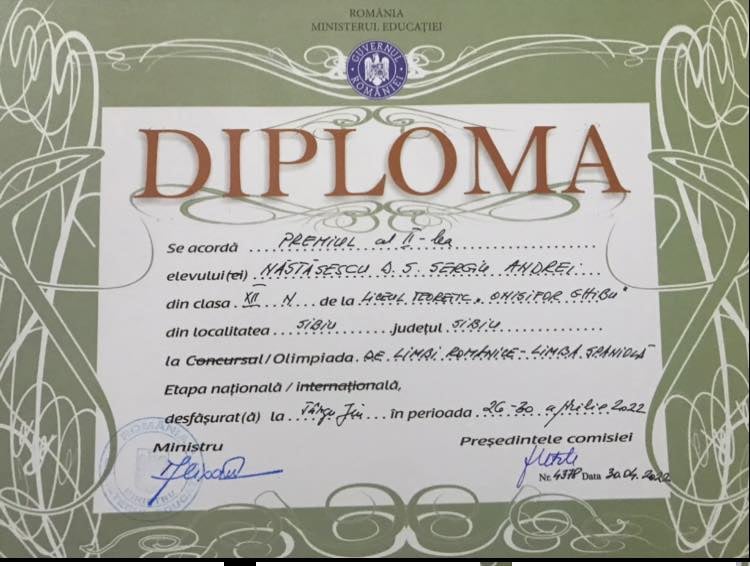 ROMÂNIA
MINISTERUL EDUCAȚIEI
GUVERNUL ROMÂNIEI
DIPLOMA
Se acordă PREMIUL al II-lea
elevului(ei) NĂSTĂSESCU D. S. SERGIU ANDREI
din clasa XII N de la LICEUL TEORETIC „ONISIFOR GHIBU"
din localitatea SIBIU județul SIBIU
la Concursul / Olimpiada DE LIMBI ROMANICE - LIMBA SPANIOLĂ
Etapa națională / internațională,
desfășurat(ă) la Târgu Jiu în perioada 26-30 aprilie 2022
Ministru
Președintele comisiei
Nr. 4378 Data 30.04.2022
ROMÂNIA
MINISTRU